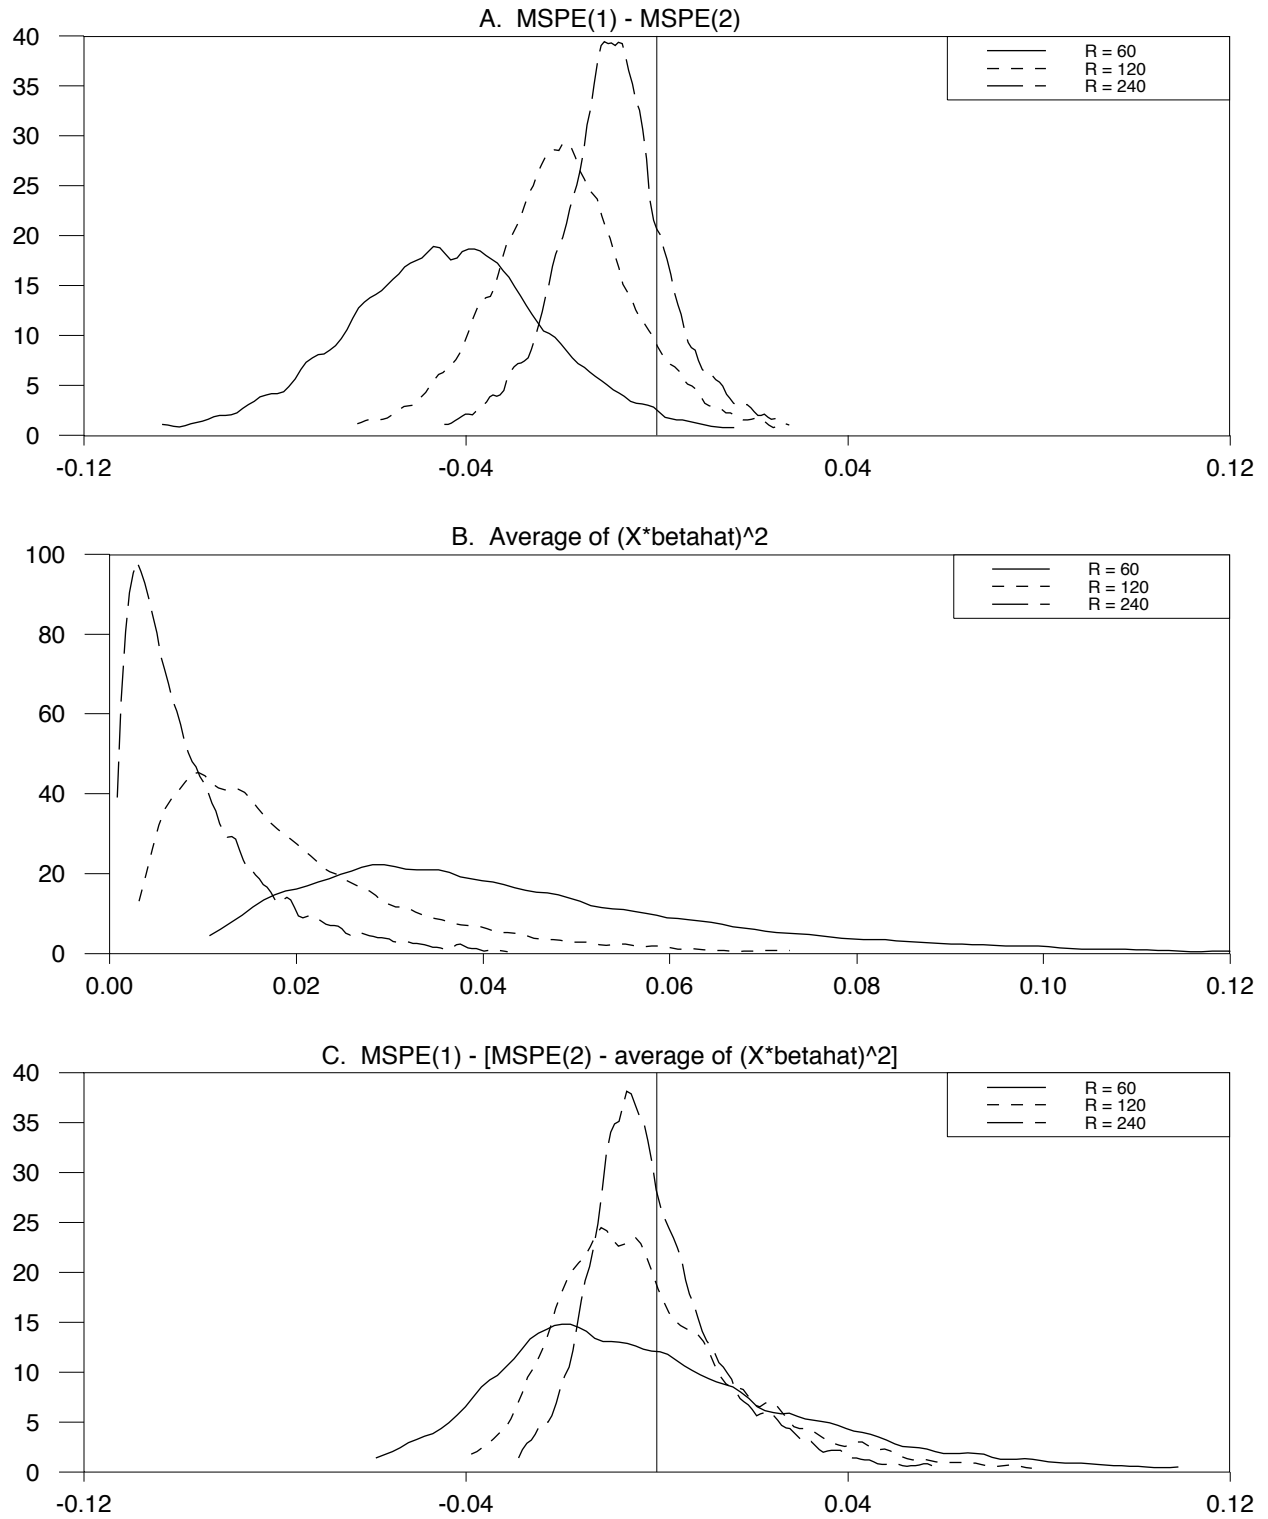 A. MSPE(1) - MSPE(2)
40
35
30
25
20
15
10
5
0
R = 60
R = 120
R = 240
-0.12 -0.04 0.04 0.12
B. Average of (X*betahat)^2
100
80
60
40
20
0
R = 60
R = 120
R = 240
0.00 0.02 0.04 0.06 0.08 0.10 0.12
C. MSPE(1) - [MSPE(2) - average of (X*betahat)^2]
40
35
30
25
20
15
10
5
0
R = 60
R = 120
R = 240
-0.12 -0.04 0.04 0.12